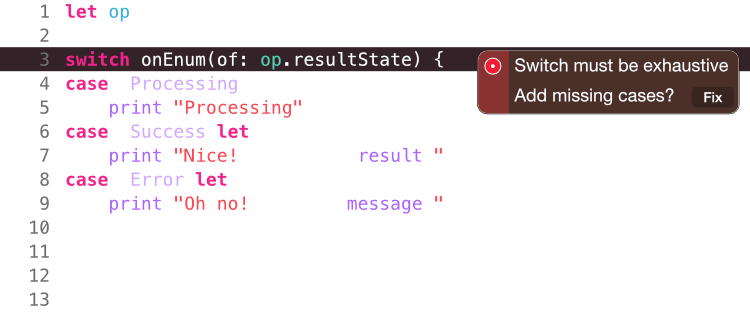 1 let op
2
3 switch onEnum(of: op.resultState) {
Switch must be exhaustive
Add missing cases? Fix
4 case Processing
5 print "Processing"
6 case Success let
7 print "Nice! result "
8 case Error let
9 print "Oh no! message "
10
11
12
13